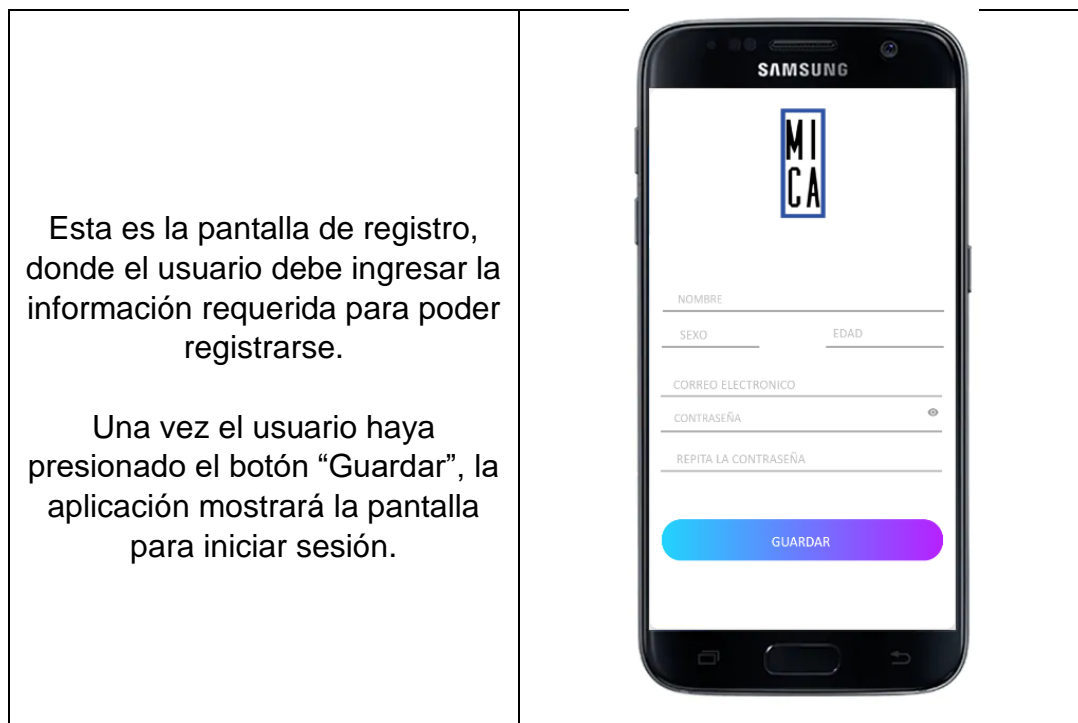 Esta es la pantalla de registro,
donde el usuario debe ingresar la
información requerida para poder
registrarse.
Una vez el usuario haya
presionado el botón “Guardar”, la
aplicación mostrará la pantalla
para iniciar sesión.
SAMSUNG
MI
CA
NOMBRE
SEXO EDAD
CORREO ELECTRONICO
CONTRASEÑA
REPITA LA CONTRASEÑA
GUARDAR